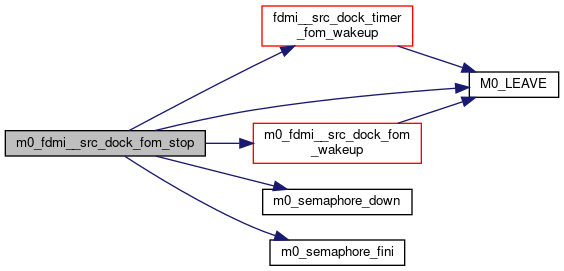 fdmi__src_dock_timer
_fom_wakeup
M0_LEAVE
m0_fdmi__src_dock_fom_stop
m0_fdmi__src_dock_fom
_wakeup
m0_semaphore_down
m0_semaphore_fini